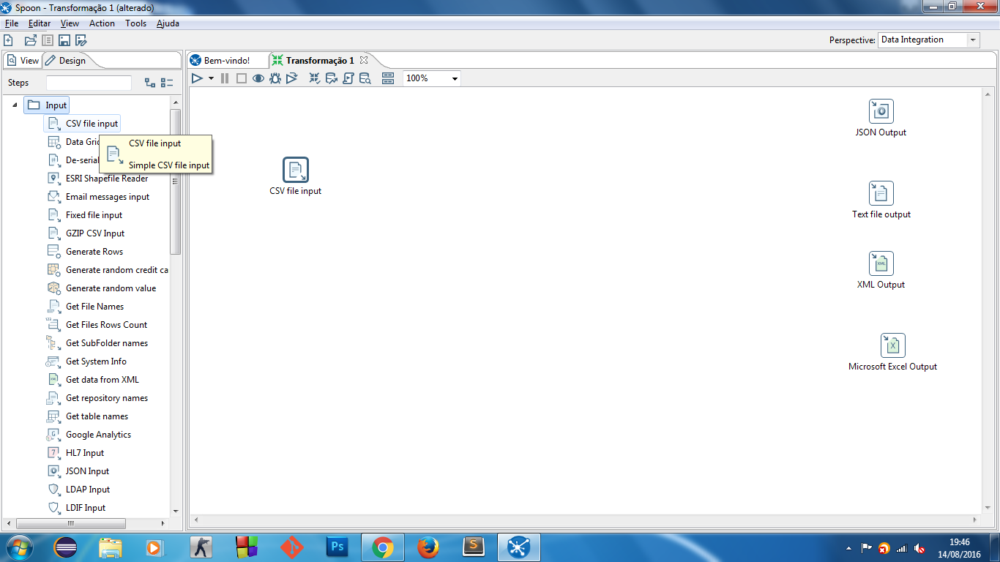 Spoon - Transformação 1 (alterado)
File Editar View Action Tools Ajuda
Perspective: Data Integration
View Design
Bem-vindo! Transformação 1
Steps
100%
Input
CSV file input
Data Grid
De-serial
ESRI Shapefile Reader
Email messages input
Fixed file input
GZIP CSV Input
Generate Rows
Generate random credit ca
Generate random value
Get File Names
123
Get Files Rows Count
Get SubFolder names
Get System Info
Get data from XML
Get repository names
Get table names
Google Analytics
HL7 Input
JSON Input
LDAP Input
LDIF Input
CSV file input
Simple CSV file input
CSV file input
JSON Output
Text file output
XML
XML Output
X
Microsoft Excel Output
Ps
S
19:46
14/08/2016